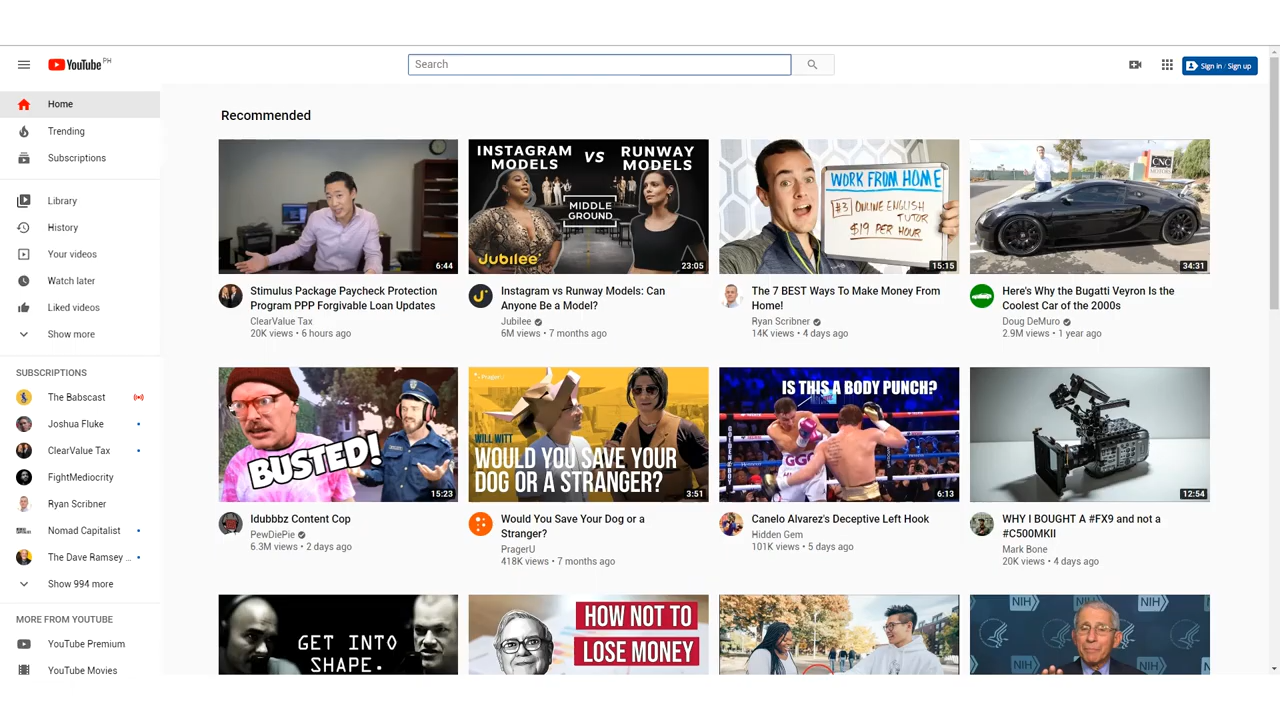 YouTube PH
Search
Sign in / Sign up
Home
Trending
Subscriptions
Library
History
Your videos
Watch later
Liked videos
Show more
SUBSCRIPTIONS
The Babscast
Joshua Fluke
ClearValue Tax
FightMediocrity
Ryan Scribner
Nomad Capitalist
The Dave Ramsey ...
Show 994 more
MORE FROM YOUTUBE
YouTube Premium
YouTube Movies
Recommended
6:44
Stimulus Package Paycheck Protection
Program PPP Forgivable Loan Updates
ClearValue Tax
20K views • 6 hours ago
INSTAGRAM MODELS VS RUNWAY MODELS
MIDDLE
GROUND
Jubilee
23:05
Instagram vs Runway Models: Can
Anyone Be a Model?
Jubilee
6M views • 7 months ago
WORK FROM HOME
#3 ONLINE ENGLISH
TUTOR
$19 PER HOUR
15:15
The 7 BEST Ways To Make Money From
Home!
Ryan Scribner
14K views • 4 days ago
CNC
MOTORS
34:31
Here's Why the Bugatti Veyron Is the
Coolest Car of the 2000s
Doug DeMuro
2.9M views • 1 year ago
BUSTED!
15:23
Idubbbz Content Cop
PewDiePie
6.3M views • 2 days ago
PragerU
WILL WITT
WOULD YOU SAVE YOUR
DOG OR A STRANGER?
3:51
Would You Save Your Dog or a
Stranger?
PragerU
418K views • 7 months ago
IS THIS A BODY PUNCH?
GGG
6:13
Canelo Alvarez's Deceptive Left Hook
Hidden Gem
101K views • 5 days ago
12:54
WHY I BOUGHT A #FX9 and not a
#C500MKII
Mark Bone
20K views • 4 days ago
GET INTO
SHAPE.
HOW NOT TO
LOSE MONEY
NIH
NIH
NIH
NIH